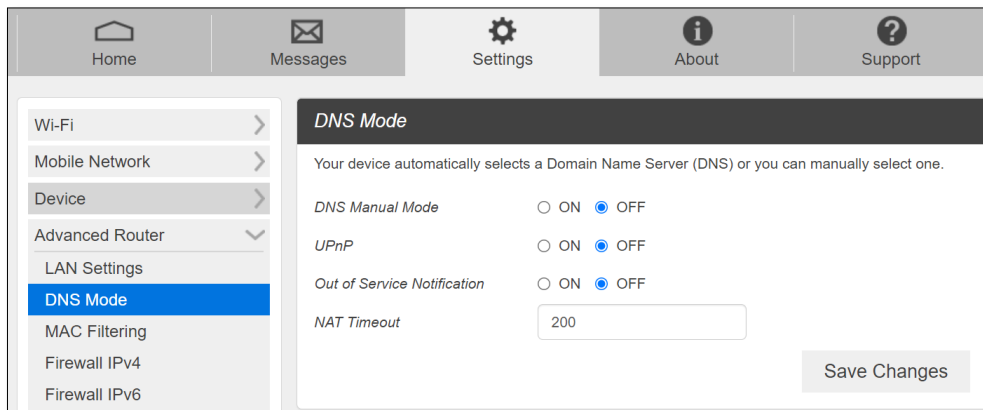 Home
Messages
Settings
About
Support
Wi-Fi
Mobile Network
Device
Advanced Router
LAN Settings
DNS Mode
MAC Filtering
Firewall IPv4
Firewall IPv6
DNS Mode
Your device automatically selects a Domain Name Server (DNS) or you can manually select one.
DNS Manual Mode ON OFF
UPnP ON OFF
Out of Service Notification ON OFF
NAT Timeout 200
Save Changes